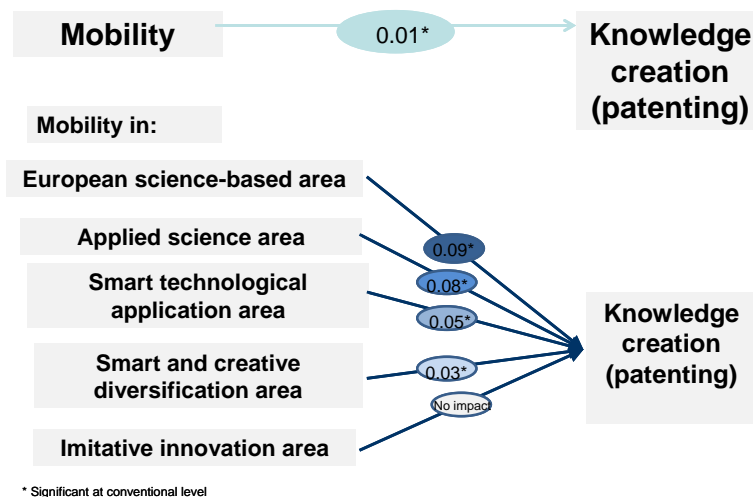 Mobility
0.01*
Knowledge
creation
(patenting)
Mobility in:
European science-based area
0.09*
Applied science area
0.08*
Smart technological
application area
0.05*
Smart and creative
diversification area
0.03*
Imitative innovation area
No impact
Knowledge
creation
(patenting)
* Significant at conventional level